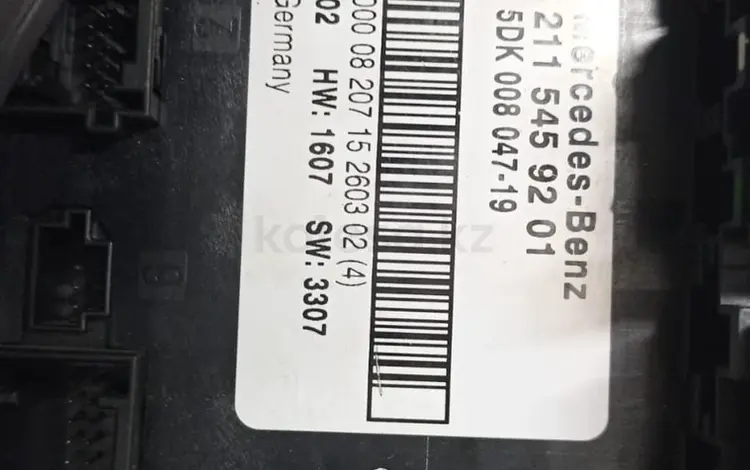 Mercedes-Benz
211 545 92 01
5DK 008 047-19
000 08 207 15 2603 02 (4)
02 HW: 1607 SW: 3307
Germany